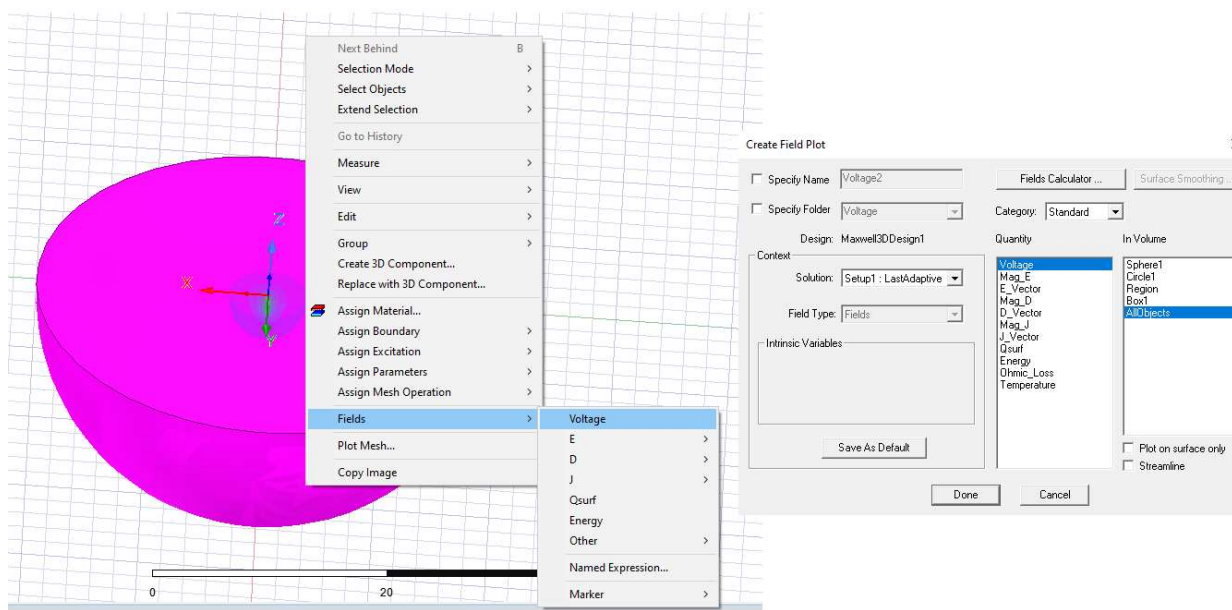 Next Behind B
Selection Mode >
Select Objects >
Extend Selection >
Go to History
Measure >
View >
Edit >
Group >
Create 3D Component...
Replace with 3D Component...
Assign Material...
Assign Boundary >
Assign Excitation >
Assign Parameters >
Assign Mesh Operation >
Fields >
Plot Mesh...
Copy Image
Voltage
E >
D >
J >
Qsurf
Energy
Other >
Named Expression...
Marker >
Z
X
Y
0
20
Create Field Plot
Specify Name Voltage2
Fields Calculator ...
Surface Smoothing ...
Specify Folder Voltage
Category: Standard
Design: Maxwell3DDesign1
Context
Solution: Setup1 : LastAdaptive
Field Type: Fields
Intrinsic Variables
Save As Default
Quantity
Voltage
Mag_E
E_Vector
Mag_D
D_Vector
Mag_J
J_Vector
Qsurf
Energy
Ohmic_Loss
Temperature
In Volume
Sphere1
Circle1
Region
Box1
AllObjects
Plot on surface only
Streamline
Done
Cancel